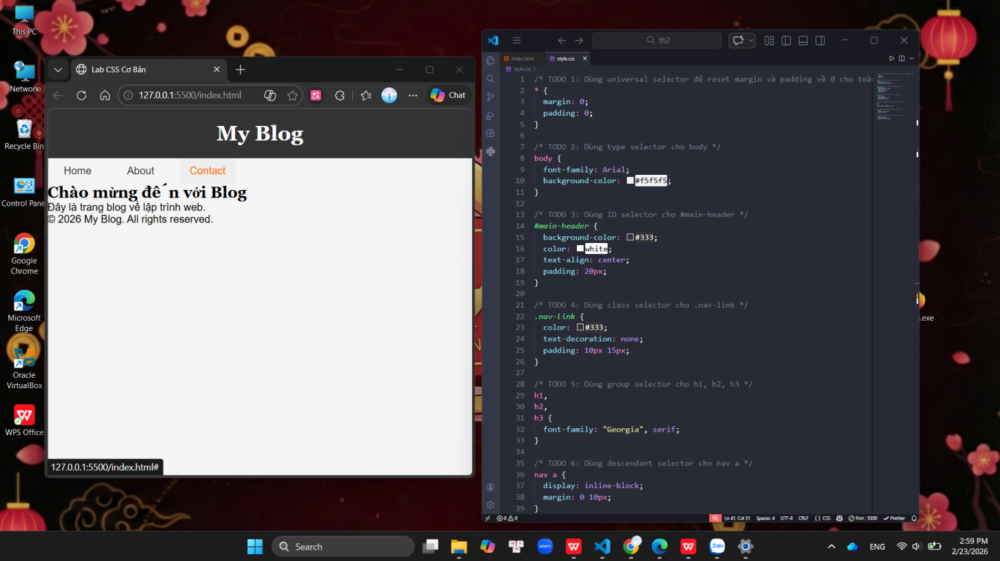 This PC
Network
Recycle Bin
Control Pane
Google
Chrome
Microsoft
Edge
Oracle
VirtualBox
WPS Office
Lab CSS Cơ Bản
127.0.0.1:5500/index.html
Chat
My Blog
Home About Contact
Chào mừng đến với Blog
Đây là trang blog về lập trình web.
© 2026 My Blog. All rights reserved.
127.0.0.1:5500/index.html#
th2
index.html style.css
style.css > ...
1 /* TODO 1: Dùng universal selector để reset margin và padding về 0 cho toàn
2 * {
3 margin: 0;
4 padding: 0;
5 }
6
7 /* TODO 2: Dùng type selector cho body */
8 body {
9 font-family: Arial;
10 background-color: #f5f5f5;
11 }
12
13 /* TODO 3: Dùng ID selector cho #main-header */
14 #main-header {
15 background-color: #333;
16 color: white;
17 text-align: center;
18 padding: 20px;
19 }
20
21 /* TODO 4: Dùng class selector cho .nav-link */
22 .nav-link {
23 color: #333;
24 text-decoration: none;
25 padding: 10px 15px;
26 }
27
28 /* TODO 5: Dùng group selector cho h1, h2, h3 */
29 h1,
30 h2,
31 h3 {
32 font-family: "Georgia", serif;
33 }
34
35 /* TODO 6: Dùng descendant selector cho nav a */
36 nav a {
37 display: inline-block;
38 margin: 0 10px;
39 }
0 0 Ln 41, Col 31 Spaces: 4 UTF-8 CRLF { } CSS Port : 5500 Prettier
.exe
Search
zoom
Zalo
ENG
2:59 PM
2/23/2026